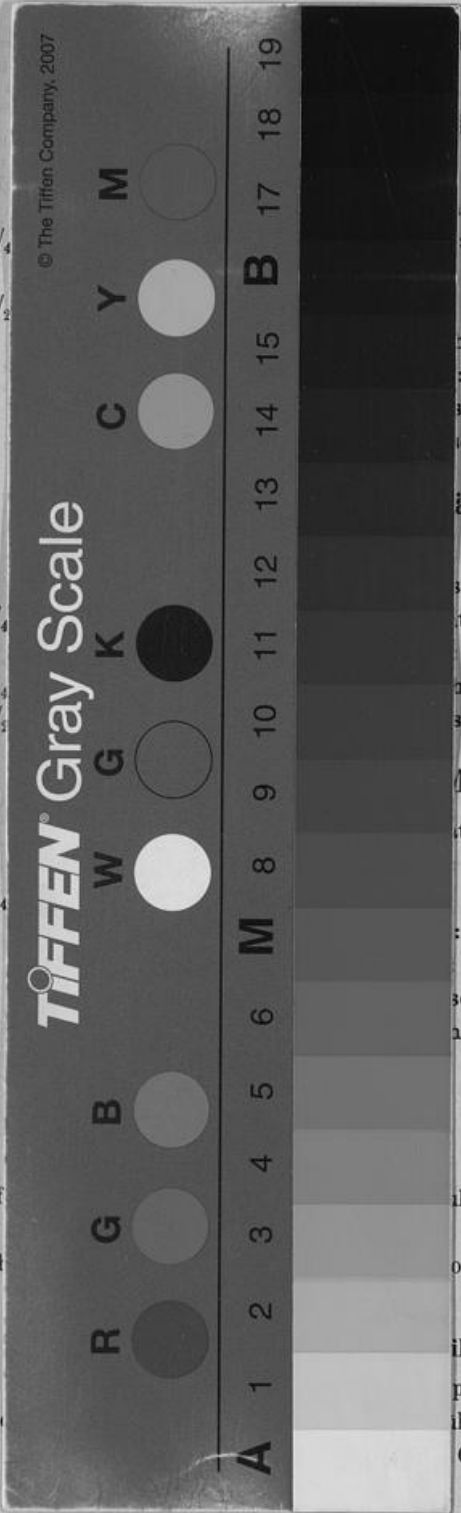 © The Tiffen Company, 2007
TIFFEN® Gray Scale
R G B W G K C Y M
A 1 2 3 4 5 6 M 8 9 10 11 12 13 14 15 B 17 18 19